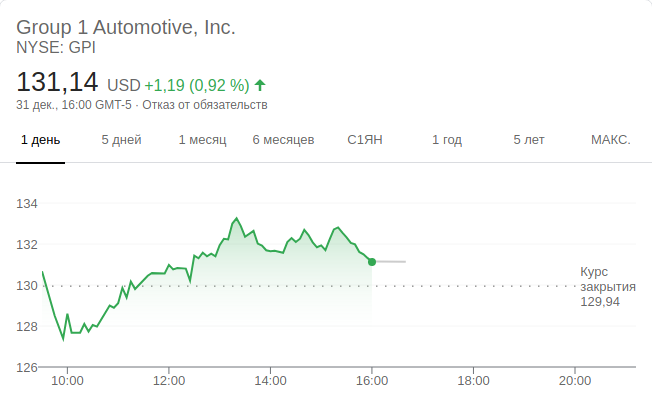 Group 1 Automotive, Inc.
NYSE: GPI
131,14 USD +1,19 (0,92 %)
31 дек., 16:00 GMT-5 · Отказ от обязательств
1 день 5 дней 1 месяц 6 месяцев С1ЯН 1 год 5 лет МАКС.
134
132
130
128
126
Курс
закрытия
129,94
10:00 12:00 14:00 16:00 18:00 20:00